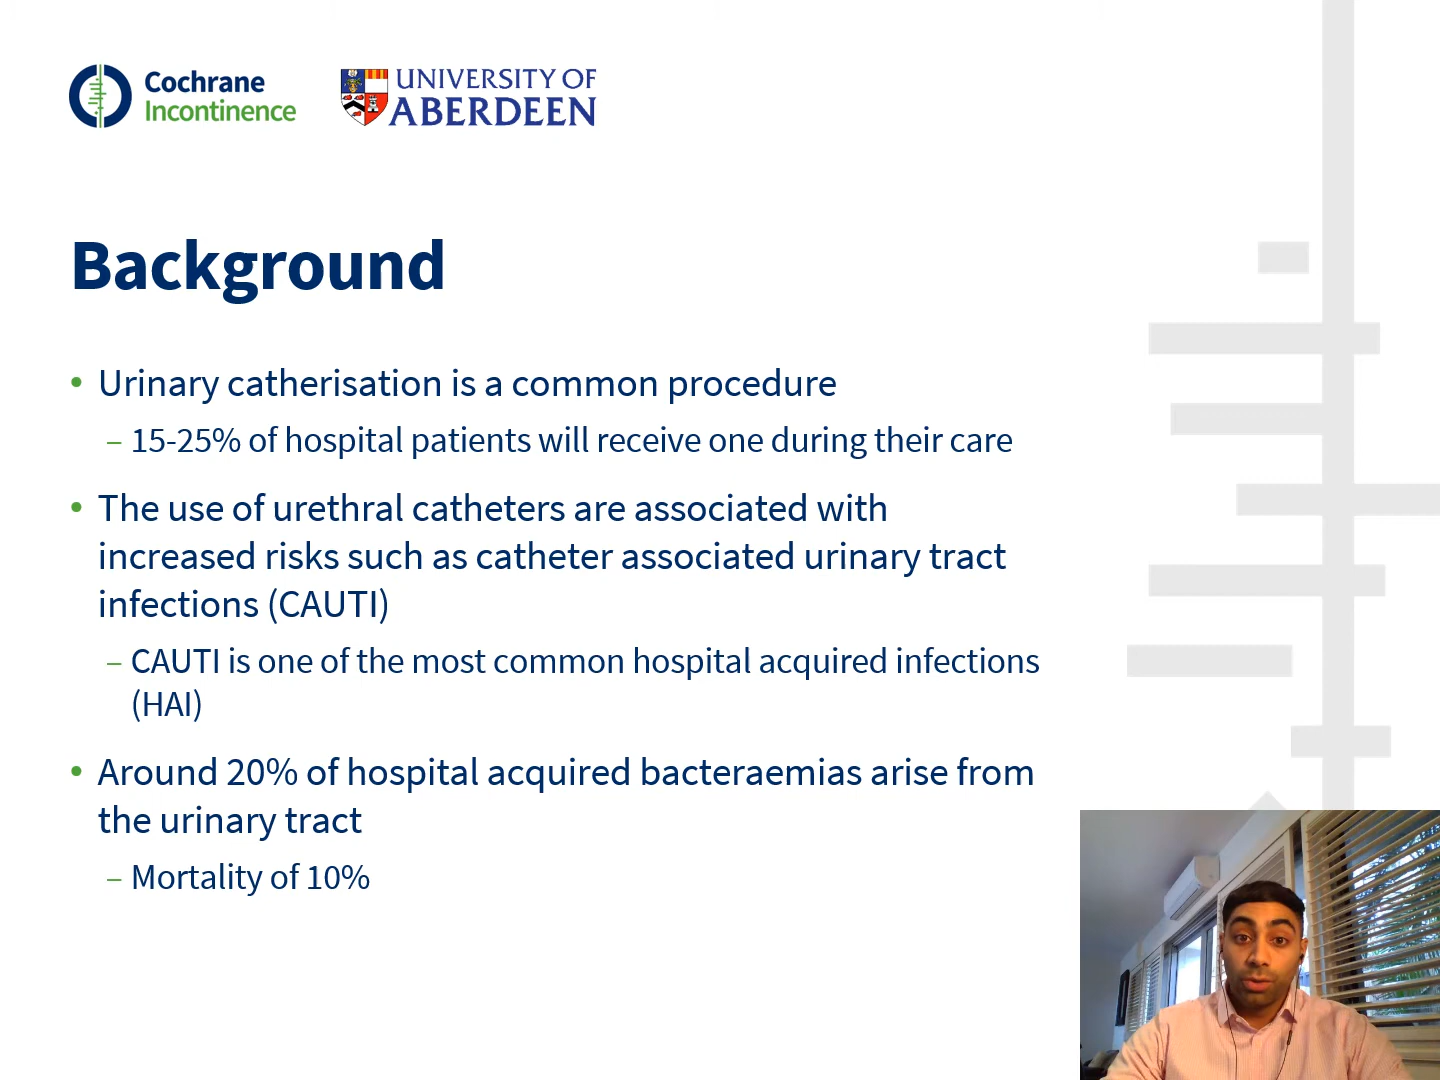 Cochrane
Incontinence
UNIVERSITY OF
ABERDEEN
Background
• Urinary catherisation is a common procedure
– 15-25% of hospital patients will receive one during their care
• The use of urethral catheters are associated with
increased risks such as catheter associated urinary tract
infections (CAUTI)
– CAUTI is one of the most common hospital acquired infections
(HAI)
• Around 20% of hospital acquired bacteraemias arise from
the urinary tract
– Mortality of 10%